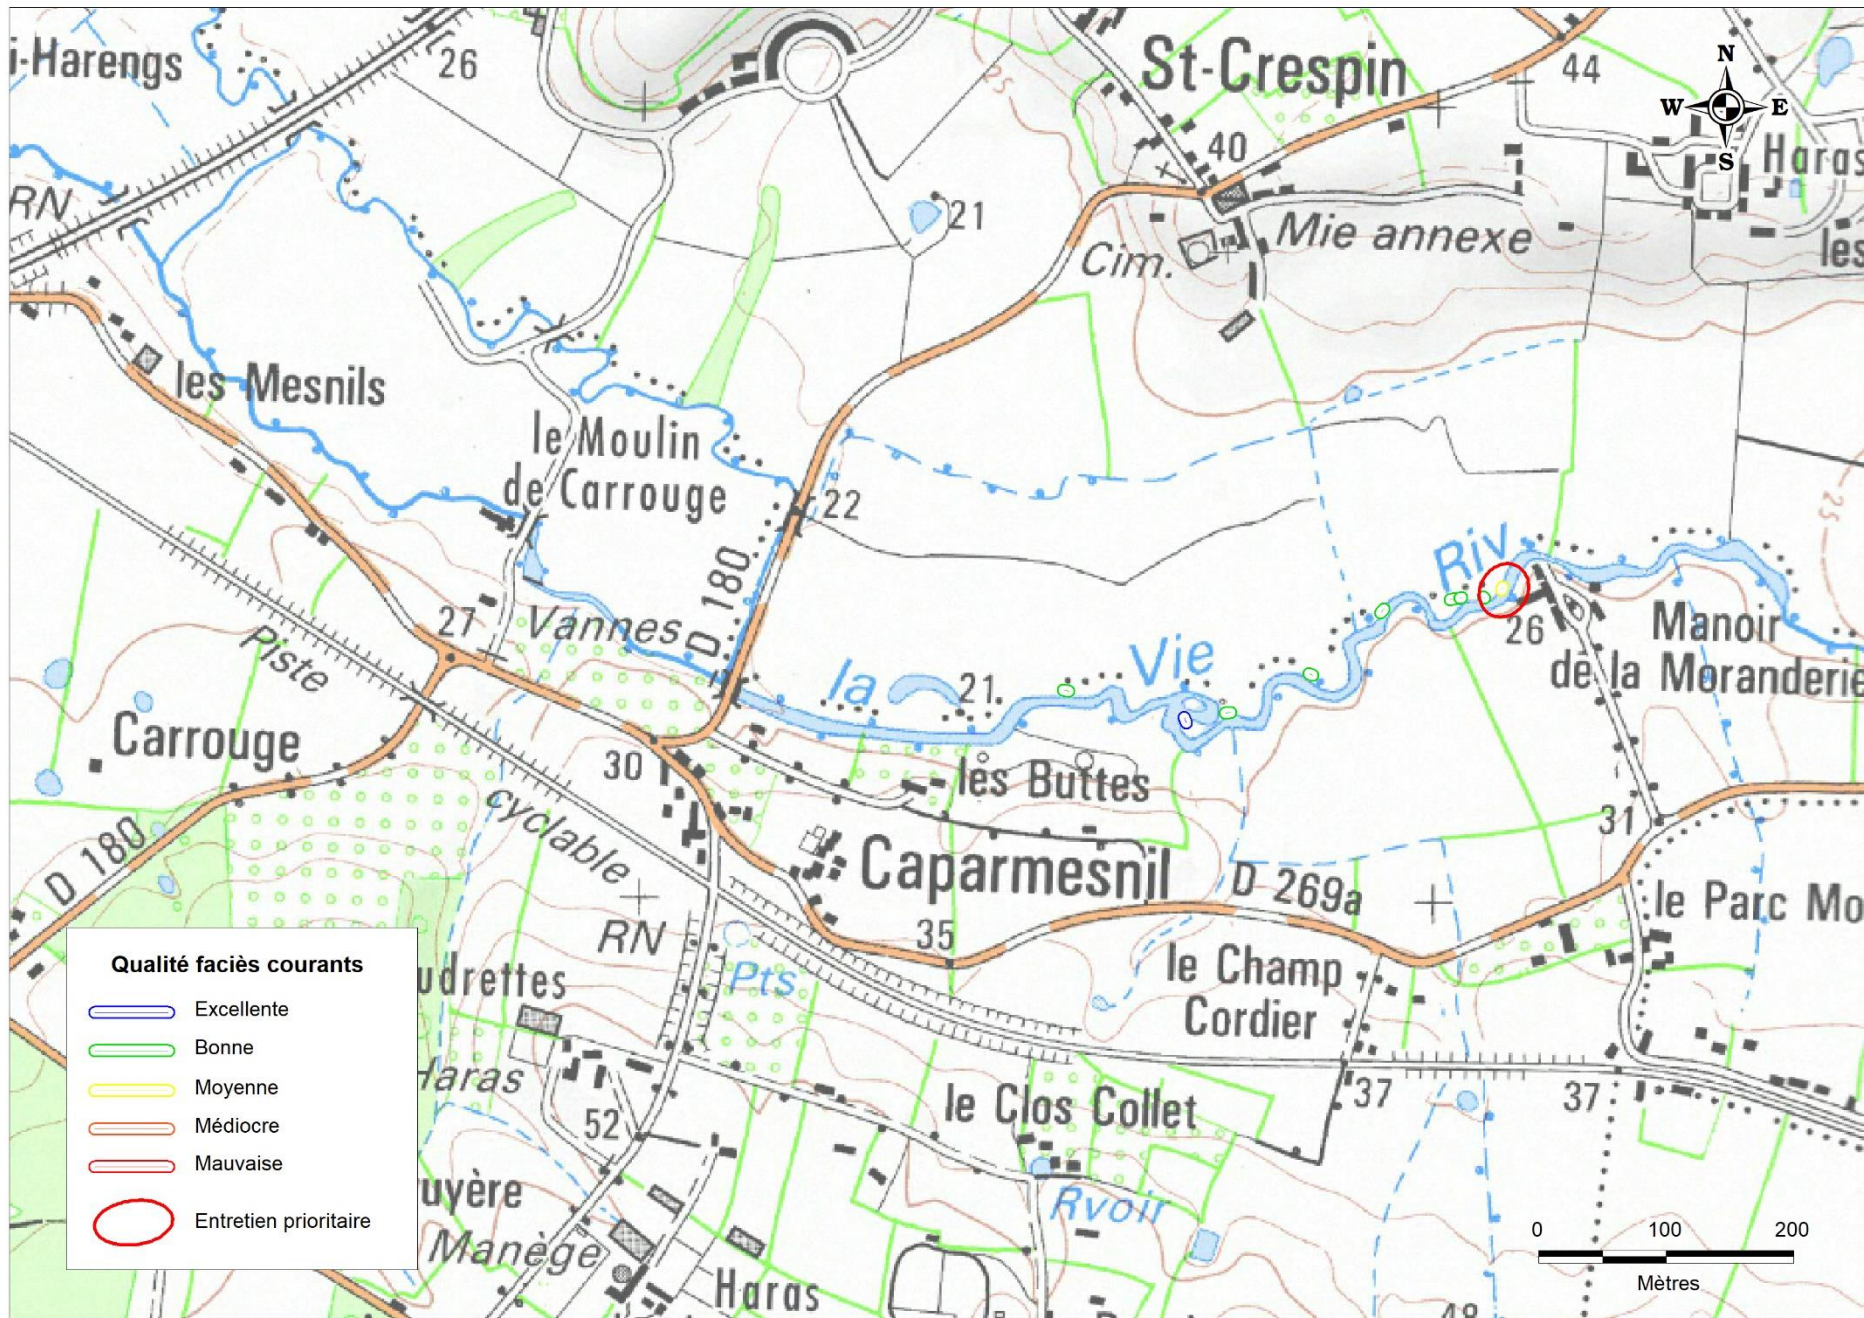 i-Harengs
26
St-Crespin
44
N
W
E
S
40
Haras
RN
21
Cim.
Mie annexe
les
les Mesnils
le Moulin
de Carrouge
22
D 180
25
25
Riv
27
Vannes
Piste
la
21
Vie
26
Manoir
de la Moranderie
Carrouge
30
les Buttes
cyclable
31
D 180
Caparmesnil
D 269a
le Parc Mo
RN
35
Pts
le Champ
Cordier
Qualité faciès courants
Excellente
Bonne
Moyenne
Médiocre
Mauvaise
Entretien prioritaire
udrettes
Haras
52
le Clos Collet
37
37
uyère
Manège
Rvoir
Haras
48
0 100 200
Mètres